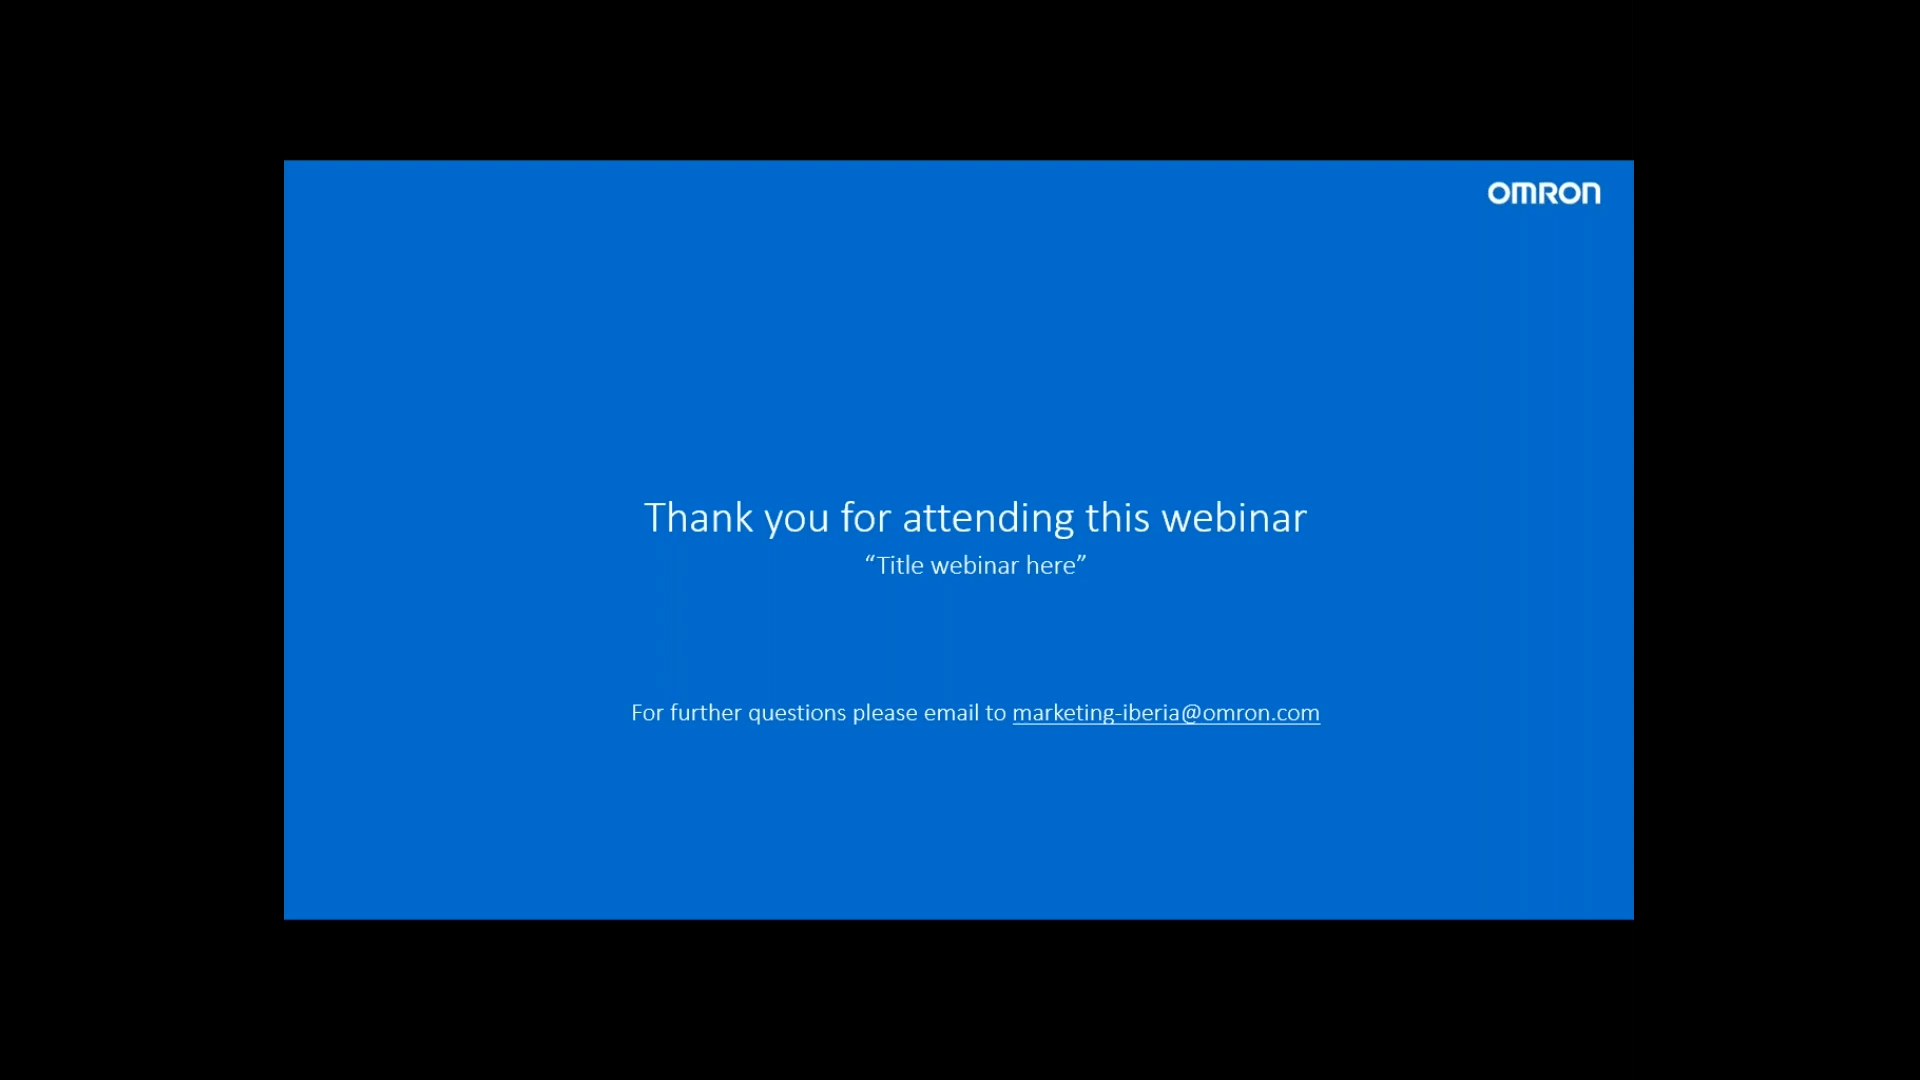 OMRON
Thank you for attending this webinar
“Title webinar here”
For further questions please email to marketing-iberia@omron.com